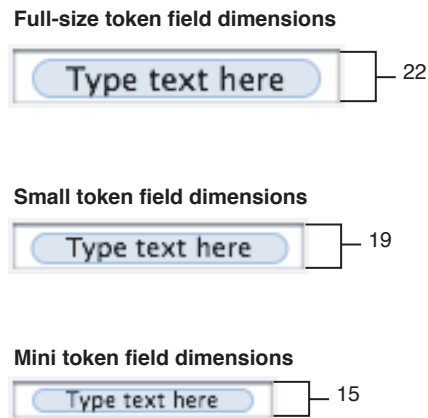 Full-size token field dimensions
Type text here
22
Small token field dimensions
Type text here
19
Mini token field dimensions
Type text here
15